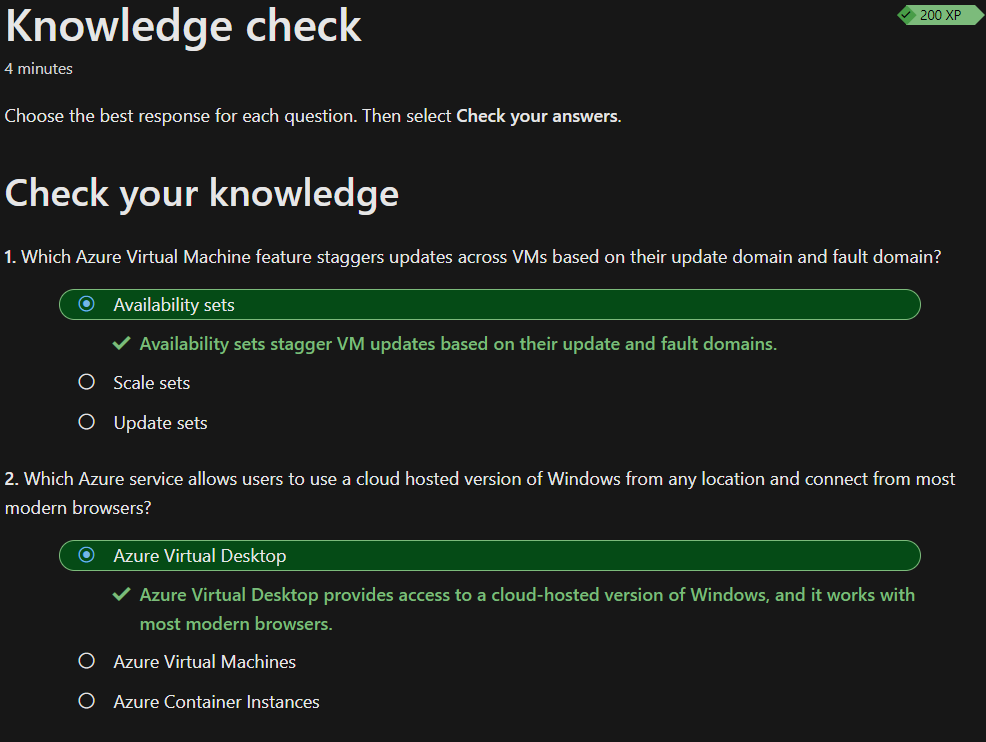 Knowledge check
200 XP
4 minutes
Choose the best response for each question. Then select Check your answers.
Check your knowledge
1. Which Azure Virtual Machine feature staggers updates across VMs based on their update domain and fault domain?
Availability sets
Availability sets stagger VM updates based on their update and fault domains.
Scale sets
Update sets
2. Which Azure service allows users to use a cloud hosted version of Windows from any location and connect from most
modern browsers?
Azure Virtual Desktop
Azure Virtual Desktop provides access to a cloud-hosted version of Windows, and it works with
most modern browsers.
Azure Virtual Machines
Azure Container Instances